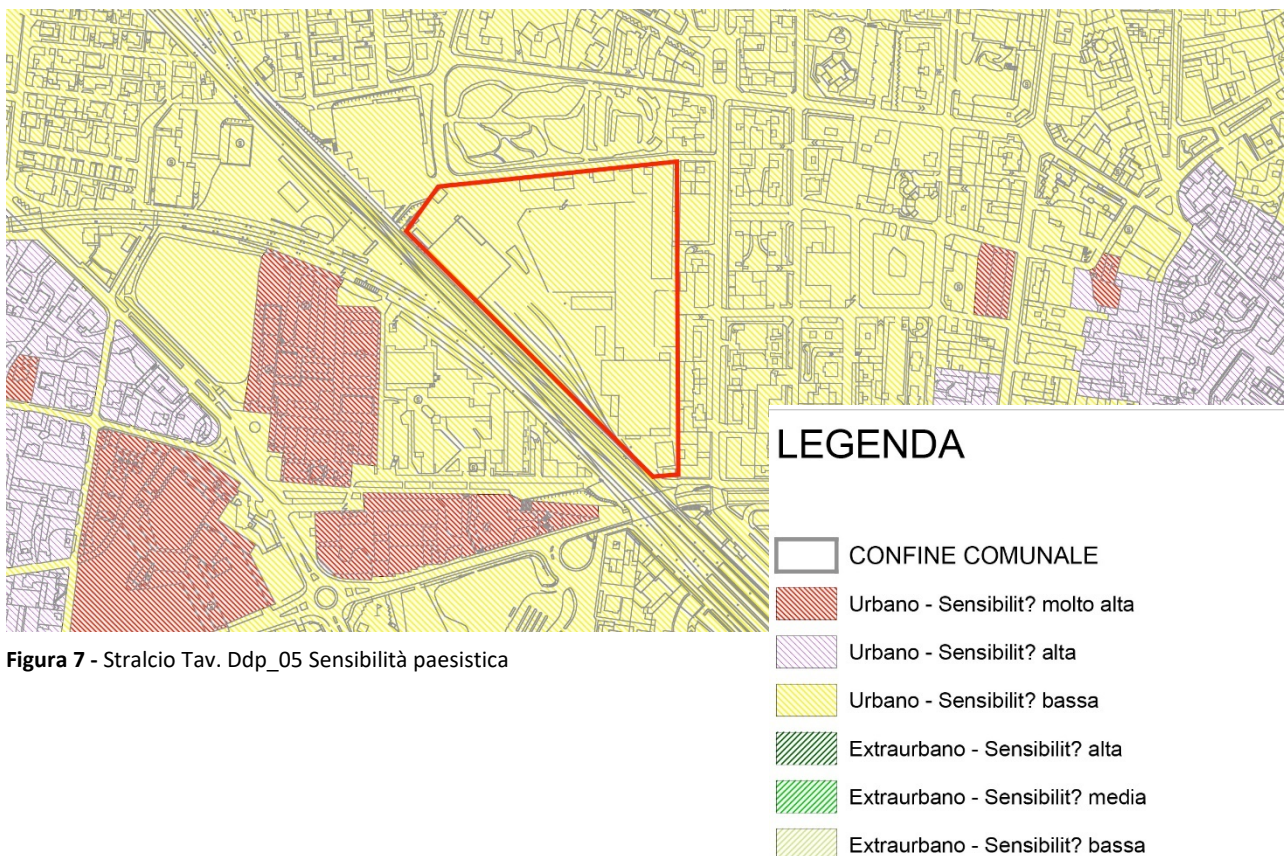 LEGENDA
CONFINE COMUNALE
Urbano - Sensibilit? molto alta
Urbano - Sensibilit? alta
Urbano - Sensibilit? bassa
Extraurbano - Sensibilit? alta
Extraurbano - Sensibilit? media
Extraurbano - Sensibilit? bassa
Figura 7 - Stralcio Tav. Ddp_05 Sensibilità paesistica